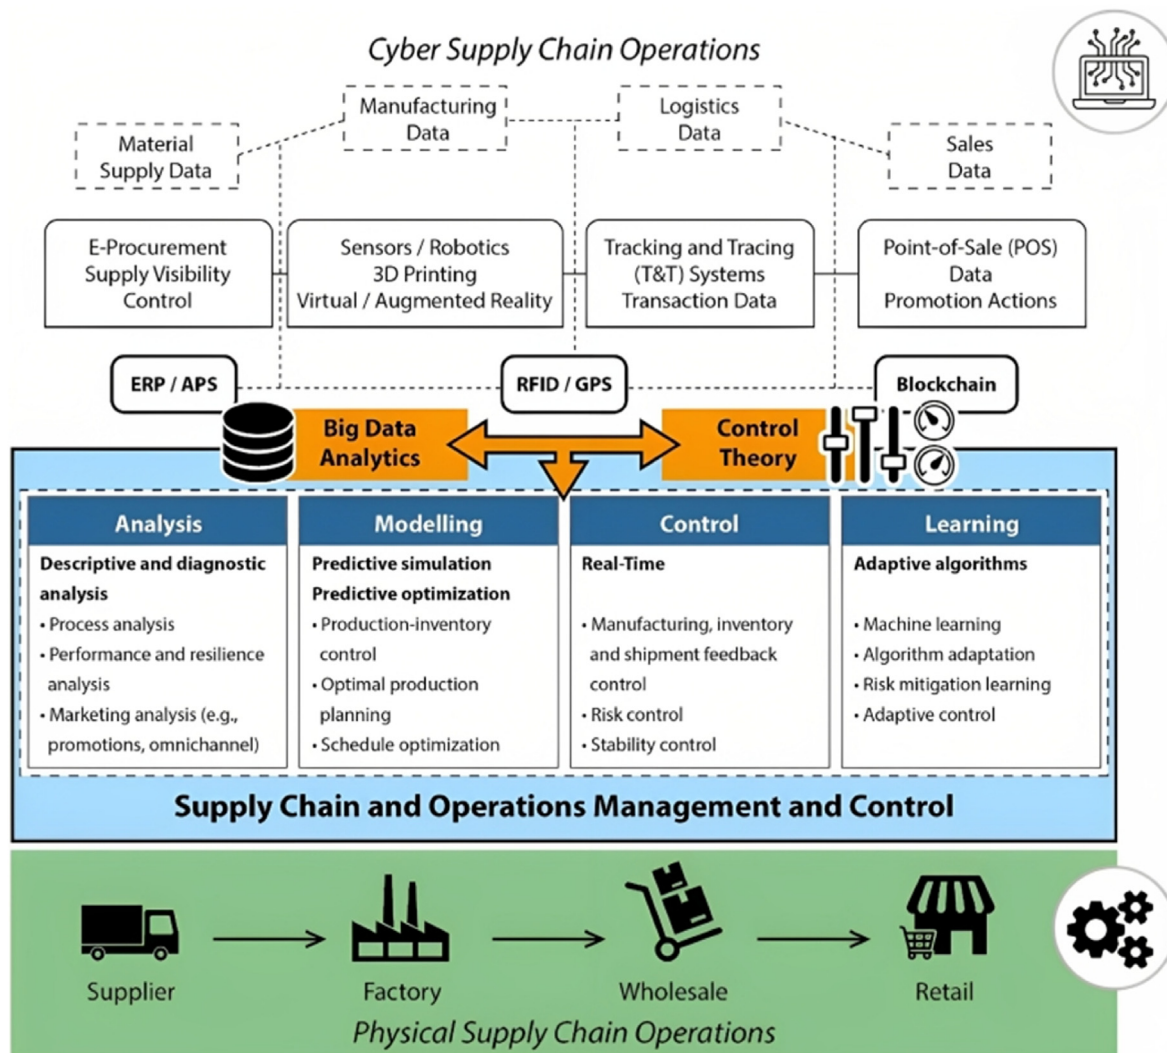 Cyber Supply Chain Operations
Material
Supply Data
Manufacturing
Data
Logistics
Data
Sales
Data
E-Procurement
Supply Visibility
Control
Sensors / Robotics
3D Printing
Virtual / Augmented Reality
Tracking and Tracing
(T&T) Systems
Transaction Data
Point-of-Sale (POS)
Data
Promotion Actions
ERP / APS
RFID / GPS
Blockchain
Big Data
Analytics
Control
Theory
Analysis
Descriptive and diagnostic
analysis
• Process analysis
• Performance and resilience
analysis
• Marketing analysis (e.g.,
promotions, omnichannel)
Modelling
Predictive simulation
Predictive optimization
• Production-inventory
control
• Optimal production
planning
• Schedule optimization
Control
Real-Time
• Manufacturing, inventory
and shipment feedback
control
• Risk control
• Stability control
Learning
Adaptive algorithms
• Machine learning
• Algorithm adaptation
• Risk mitigation learning
• Adaptive control
Supply Chain and Operations Management and Control
Supplier
Factory
Wholesale
Retail
Physical Supply Chain Operations